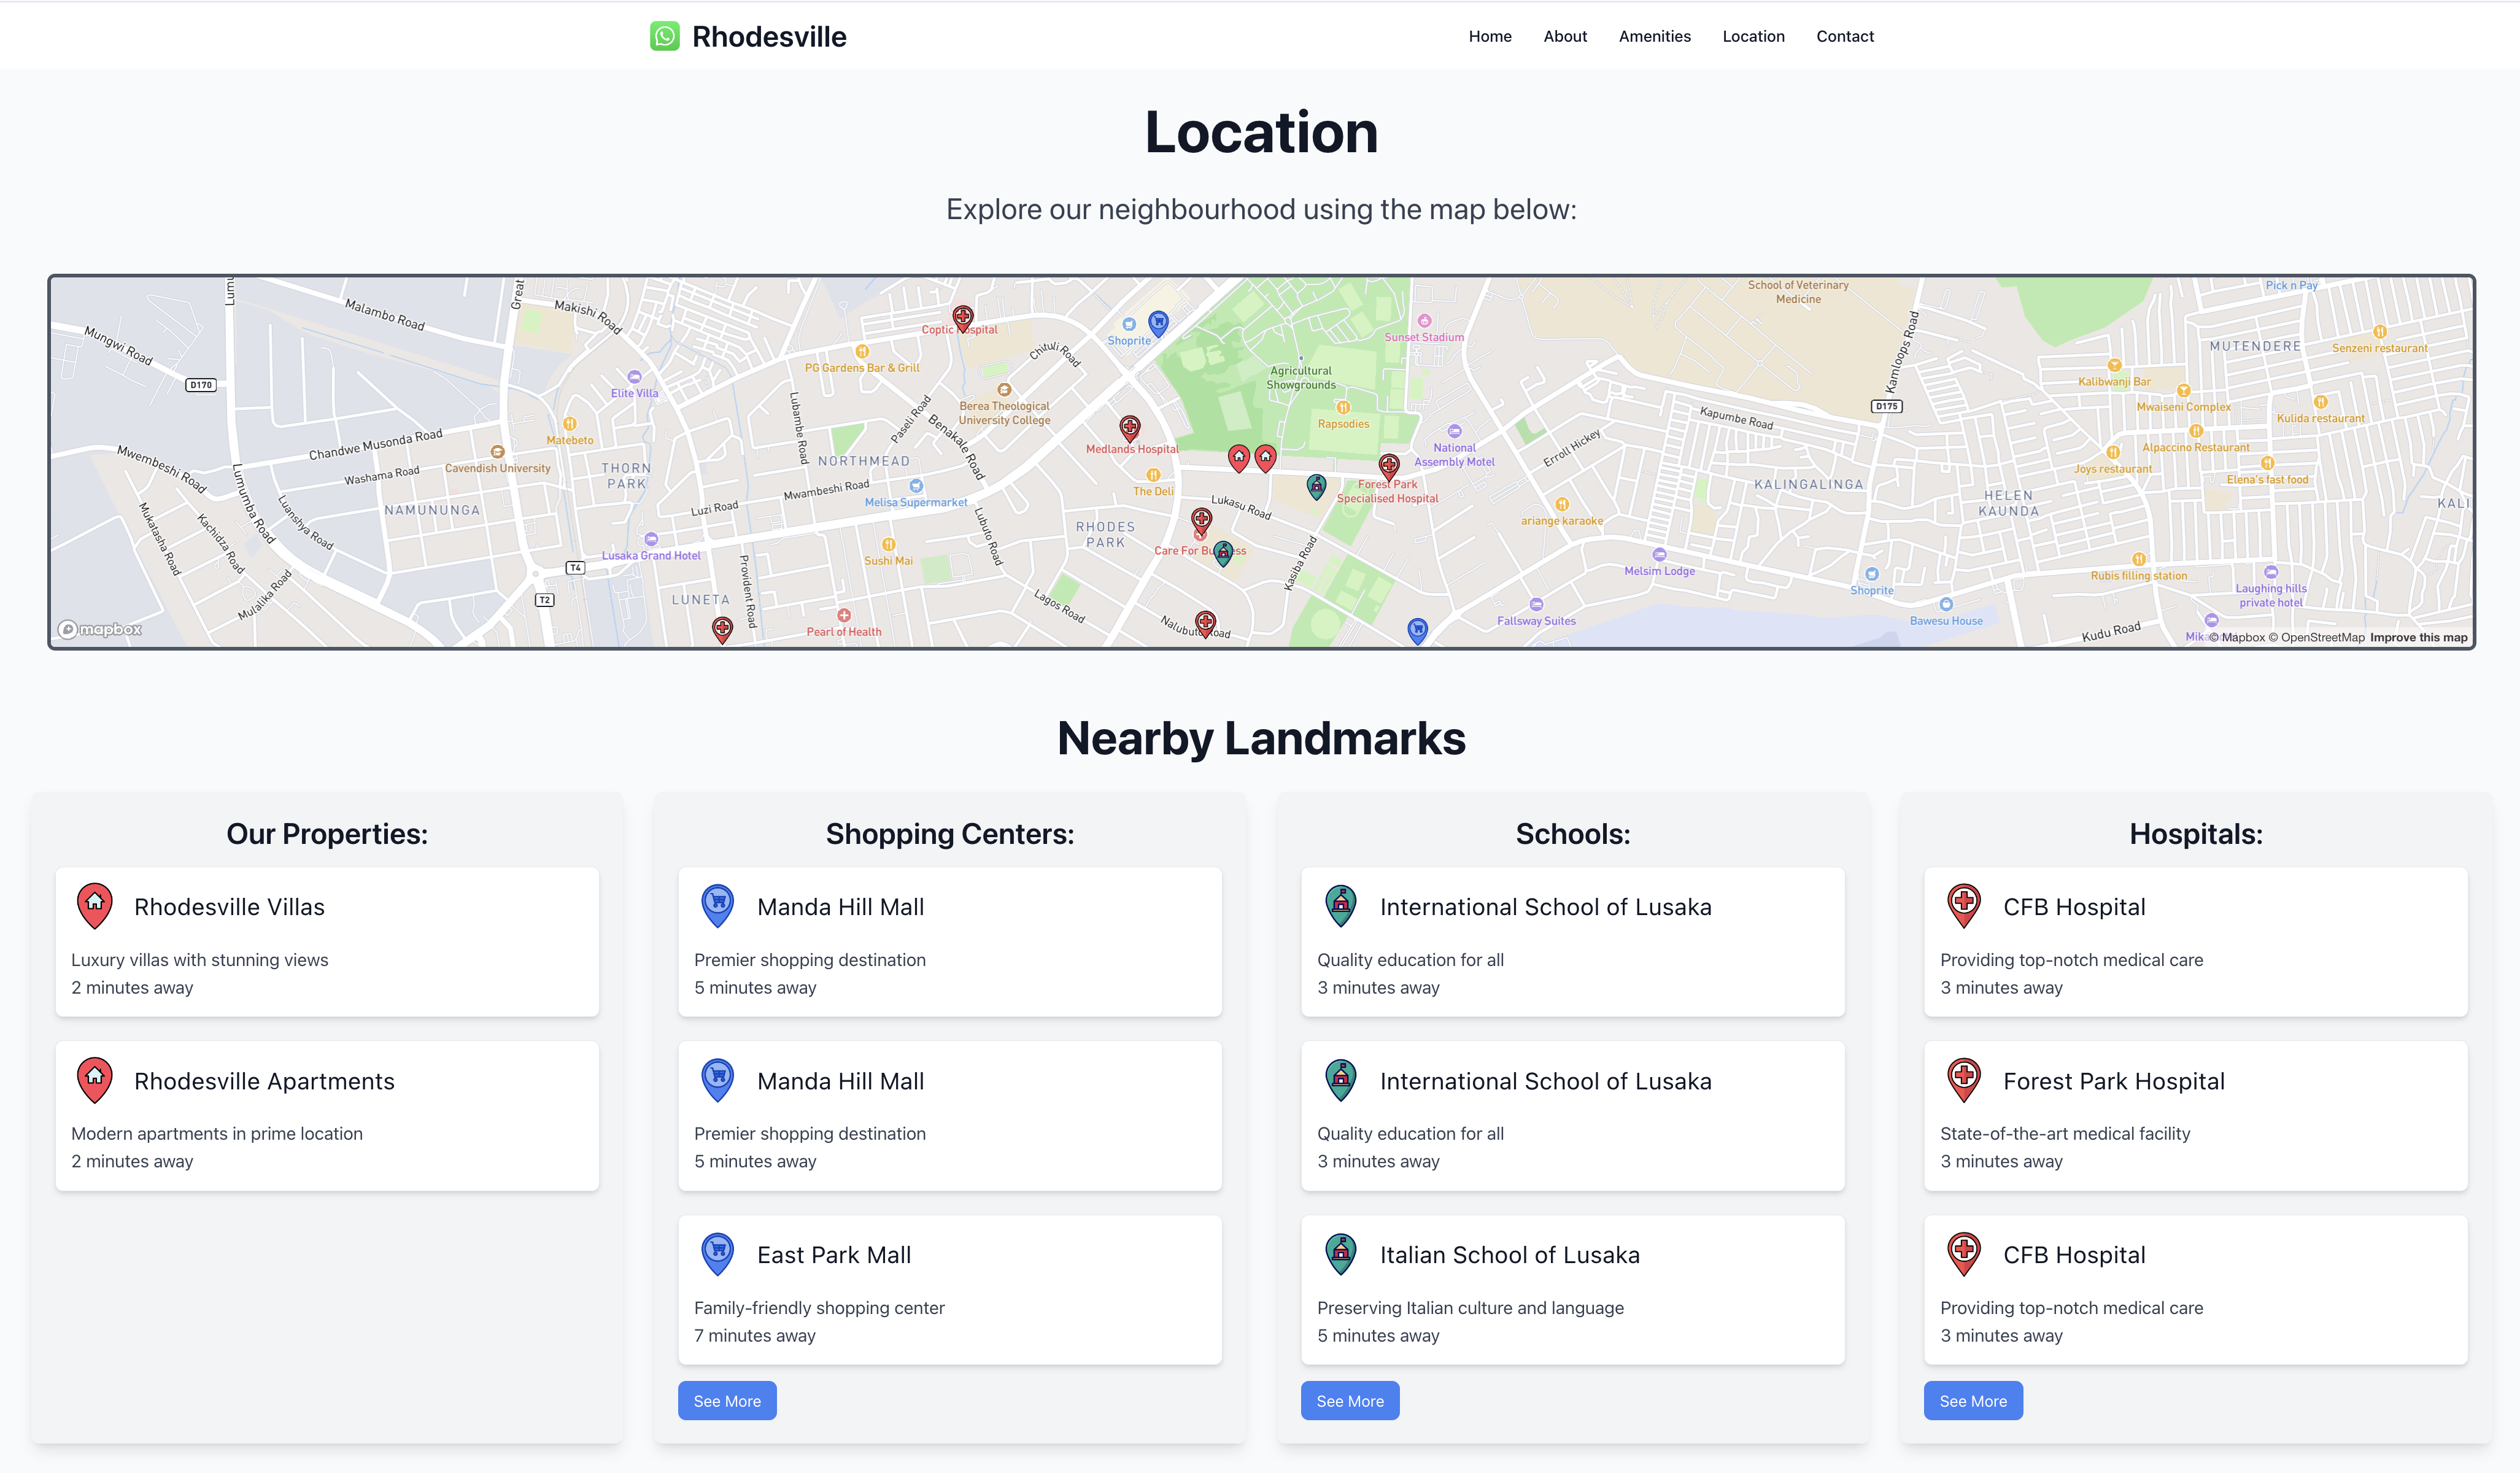 Rhodesville
Home
About
Amenities
Location
Contact
Location
Explore our neighbourhood using the map below:
Lumu
Great
Malambo Road
Makishi Road
Mungwi Road
D170
Coptic Hospital
Shoprite
Chituli Road
PG Gardens Bar & Grill
Elite Villa
Berea Theological
University College
Matebeto
Lubambe Road
Paseli Road
Benakale Road
Chandwe Musonda Road
Washama Road
Cavendish University
Mwembeshi Road
Lumumba Road
Luanshya Road
Mukatasha Road
Kachidza Road
Mulalika Road
NAMUNUNGA
THORN
PARK
NORTHMEAD
Mwambeshi Road
Luzi Road
Melisa Supermarket
Lusaka Grand Hotel
Sushi Mai
Lubuto Road
T4
T2
LUNETA
Provident Road
Pearl of Health
Lagos Road
RHODES
PARK
Medlands Hospital
The Deli
Lukasu Road
Care For Business
Kasiba Road
Nalubutu Road
Agricultural
Showgrounds
Rapsodies
Sunset Stadium
National
Assembly Motel
Forest Park
Specialised Hospital
School of Veterinary
Medicine
Erroll Hickey
ariange karaoke
Kapumbe Road
Kamloops Road
D175
KALINGALINGA
HELEN
KAUNDA
Melsim Lodge
Fallsway Suites
Shoprite
Bawesu House
Pick n Pay
MUTENDERE
Senzeni restaurant
Kalibwanji Bar
Mwaiseni Complex
Kulida restaurant
Alpaccino Restaurant
Joys restaurant
Elena's fast food
KALI
Rubis filling station
Laughing hills
private hotel
Kudu Road
mapbox
© Mapbox © OpenStreetMap Improve this map
Nearby Landmarks
Our Properties:
Rhodesville Villas
Luxury villas with stunning views
2 minutes away
Rhodesville Apartments
Modern apartments in prime location
2 minutes away
Shopping Centers:
Manda Hill Mall
Premier shopping destination
5 minutes away
Manda Hill Mall
Premier shopping destination
5 minutes away
East Park Mall
Family-friendly shopping center
7 minutes away
See More
Schools:
International School of Lusaka
Quality education for all
3 minutes away
International School of Lusaka
Quality education for all
3 minutes away
Italian School of Lusaka
Preserving Italian culture and language
5 minutes away
See More
Hospitals:
CFB Hospital
Providing top-notch medical care
3 minutes away
Forest Park Hospital
State-of-the-art medical facility
3 minutes away
CFB Hospital
Providing top-notch medical care
3 minutes away
See More